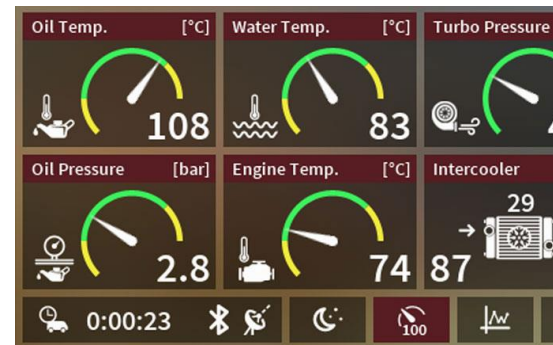 Oil Temp. [°C]
108
Water Temp. [°C]
83
Turbo Pressure
Oil Pressure [bar]
2.8
Engine Temp. [°C]
74
Intercooler
29
87
0:00:23
100